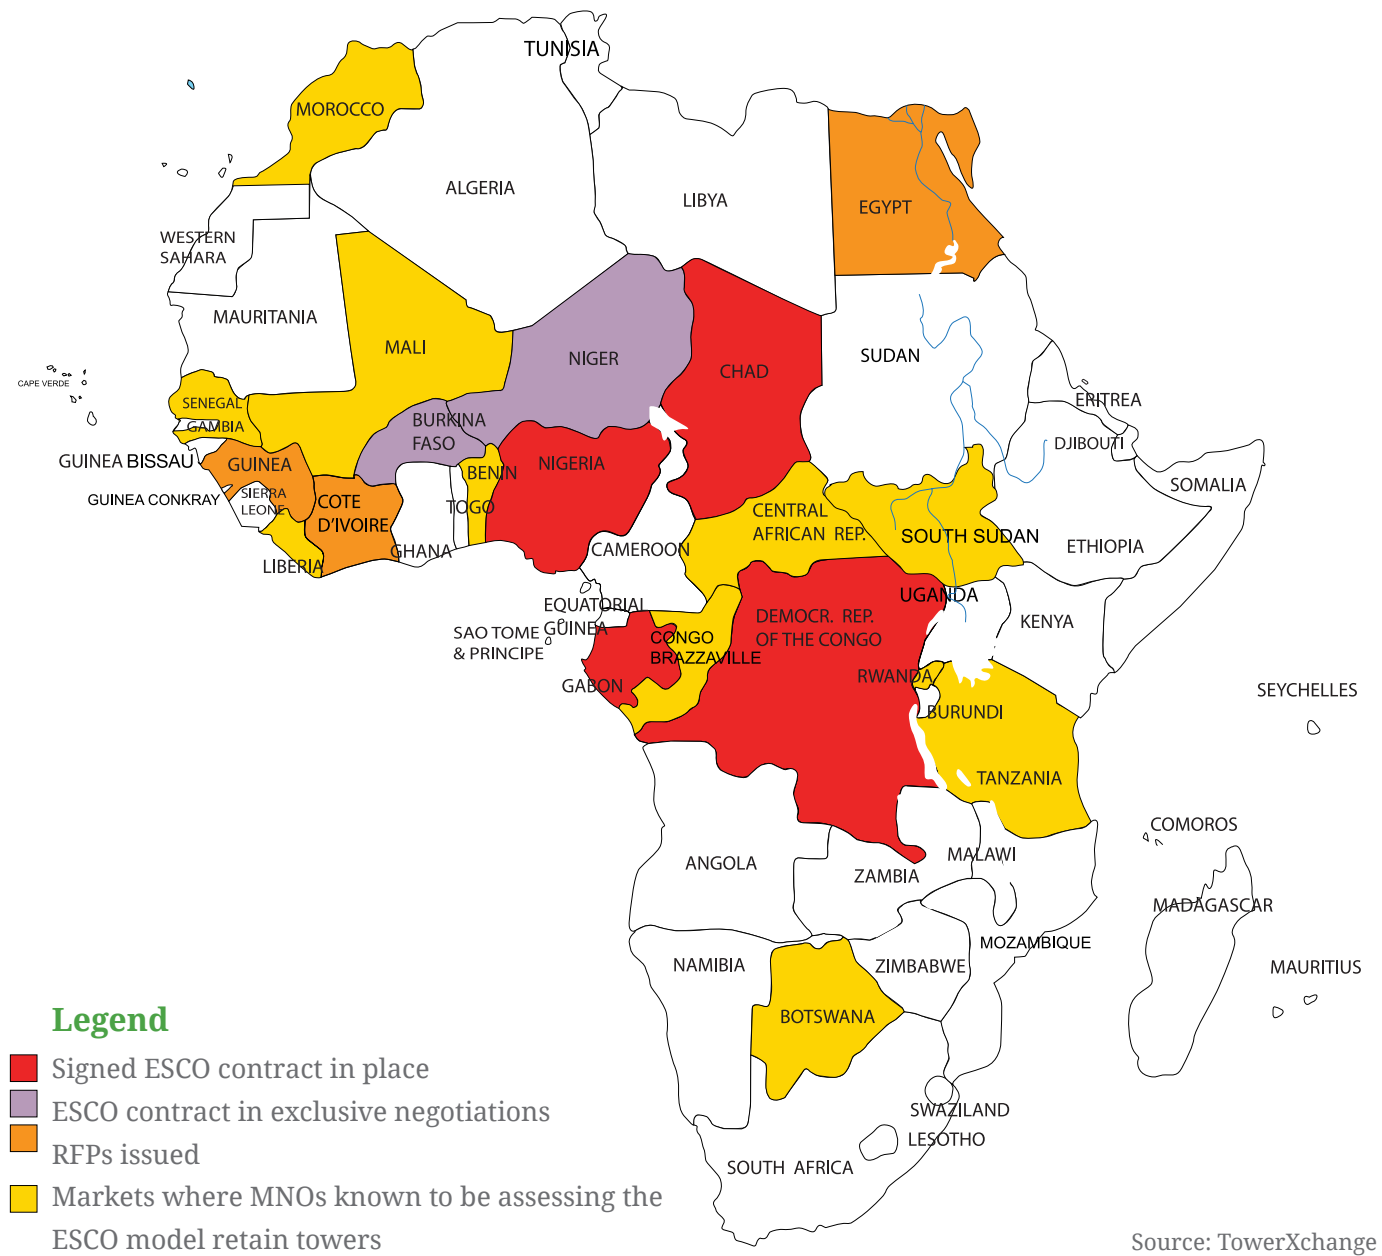 TUNISIA
MOROCCO
ALGERIA
LIBYA
EGYPT
WESTERN
SAHARA
MAURITANIA
MALI
NIGER
CHAD
SUDAN
CAPE VERDE
SENEGAL
GAMBIA
BURKINA
FASO
ERITREA
DJIBOUTI
GUINEA BISSAU
GUINEA
BENIN
NIGERIA
SOMALIA
GUINEA CONKRAY
SIERRA
LEONE
COTE
D'IVOIRE
TOGO
CENTRAL
AFRICAN REP.
SOUTH SUDAN
ETHIOPIA
LIBERIA
GHANA
CAMEROON
UGANDA
KENYA
EQUATORIAL
GUINEA
SAO TOME
& PRINCIPE
CONGO
BRAZZAVILLE
DEMOCR. REP.
OF THE CONGO
GABON
RWANDA
BURUNDI
SEYCHELLES
TANZANIA
COMOROS
ANGOLA
ZAMBIA
MALAWI
MADAGASCAR
MOZAMBIQUE
NAMIBIA
ZIMBABWE
MAURITIUS
BOTSWANA
SWAZILAND
LESOTHO
SOUTH AFRICA
Legend
Signed ESCO contract in place
ESCO contract in exclusive negotiations
RFPs issued
Markets where MNOs known to be assessing the
ESCO model retain towers
Source: TowerXchange